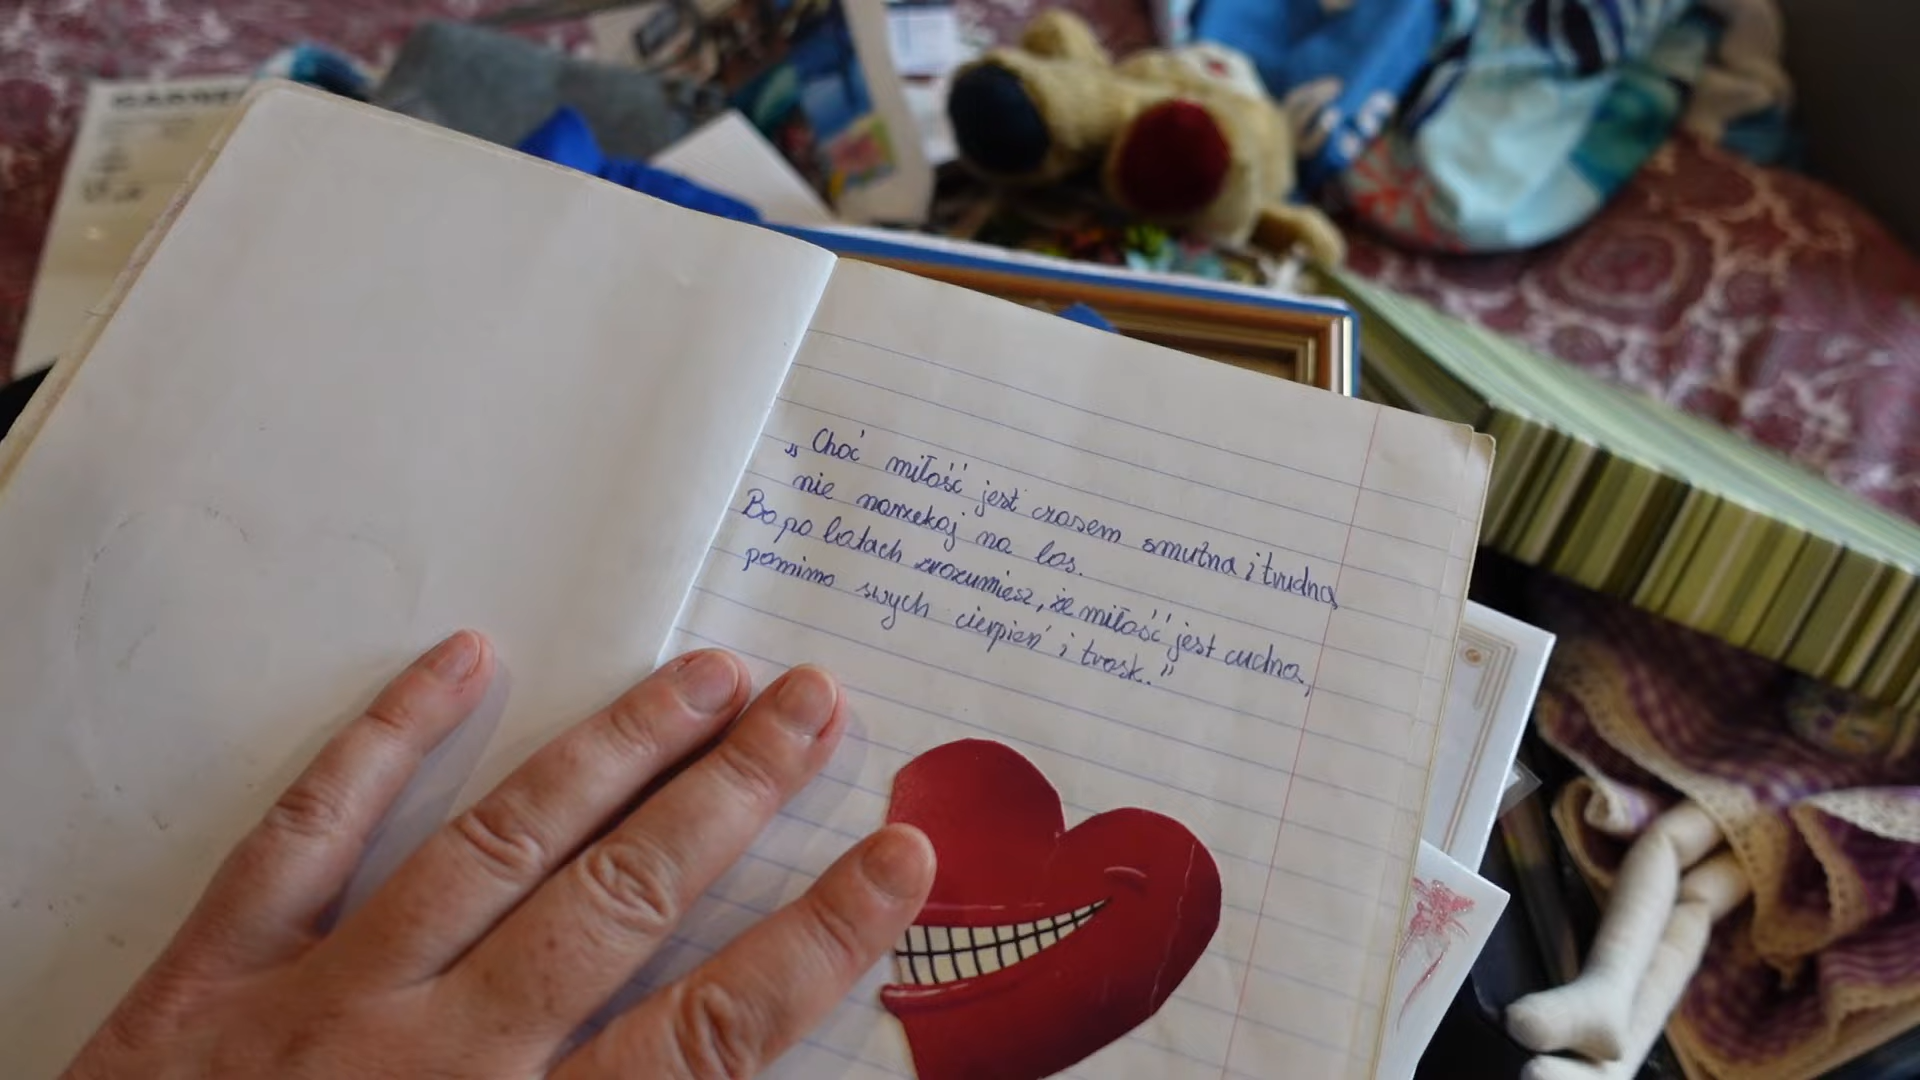 „Choć miłość jest czasem smutna i trudna
nie narzekaj na los.
Bo po latach zrozumiesz, że miłość jest cudna,
pomimo swych cierpień i trosk.”